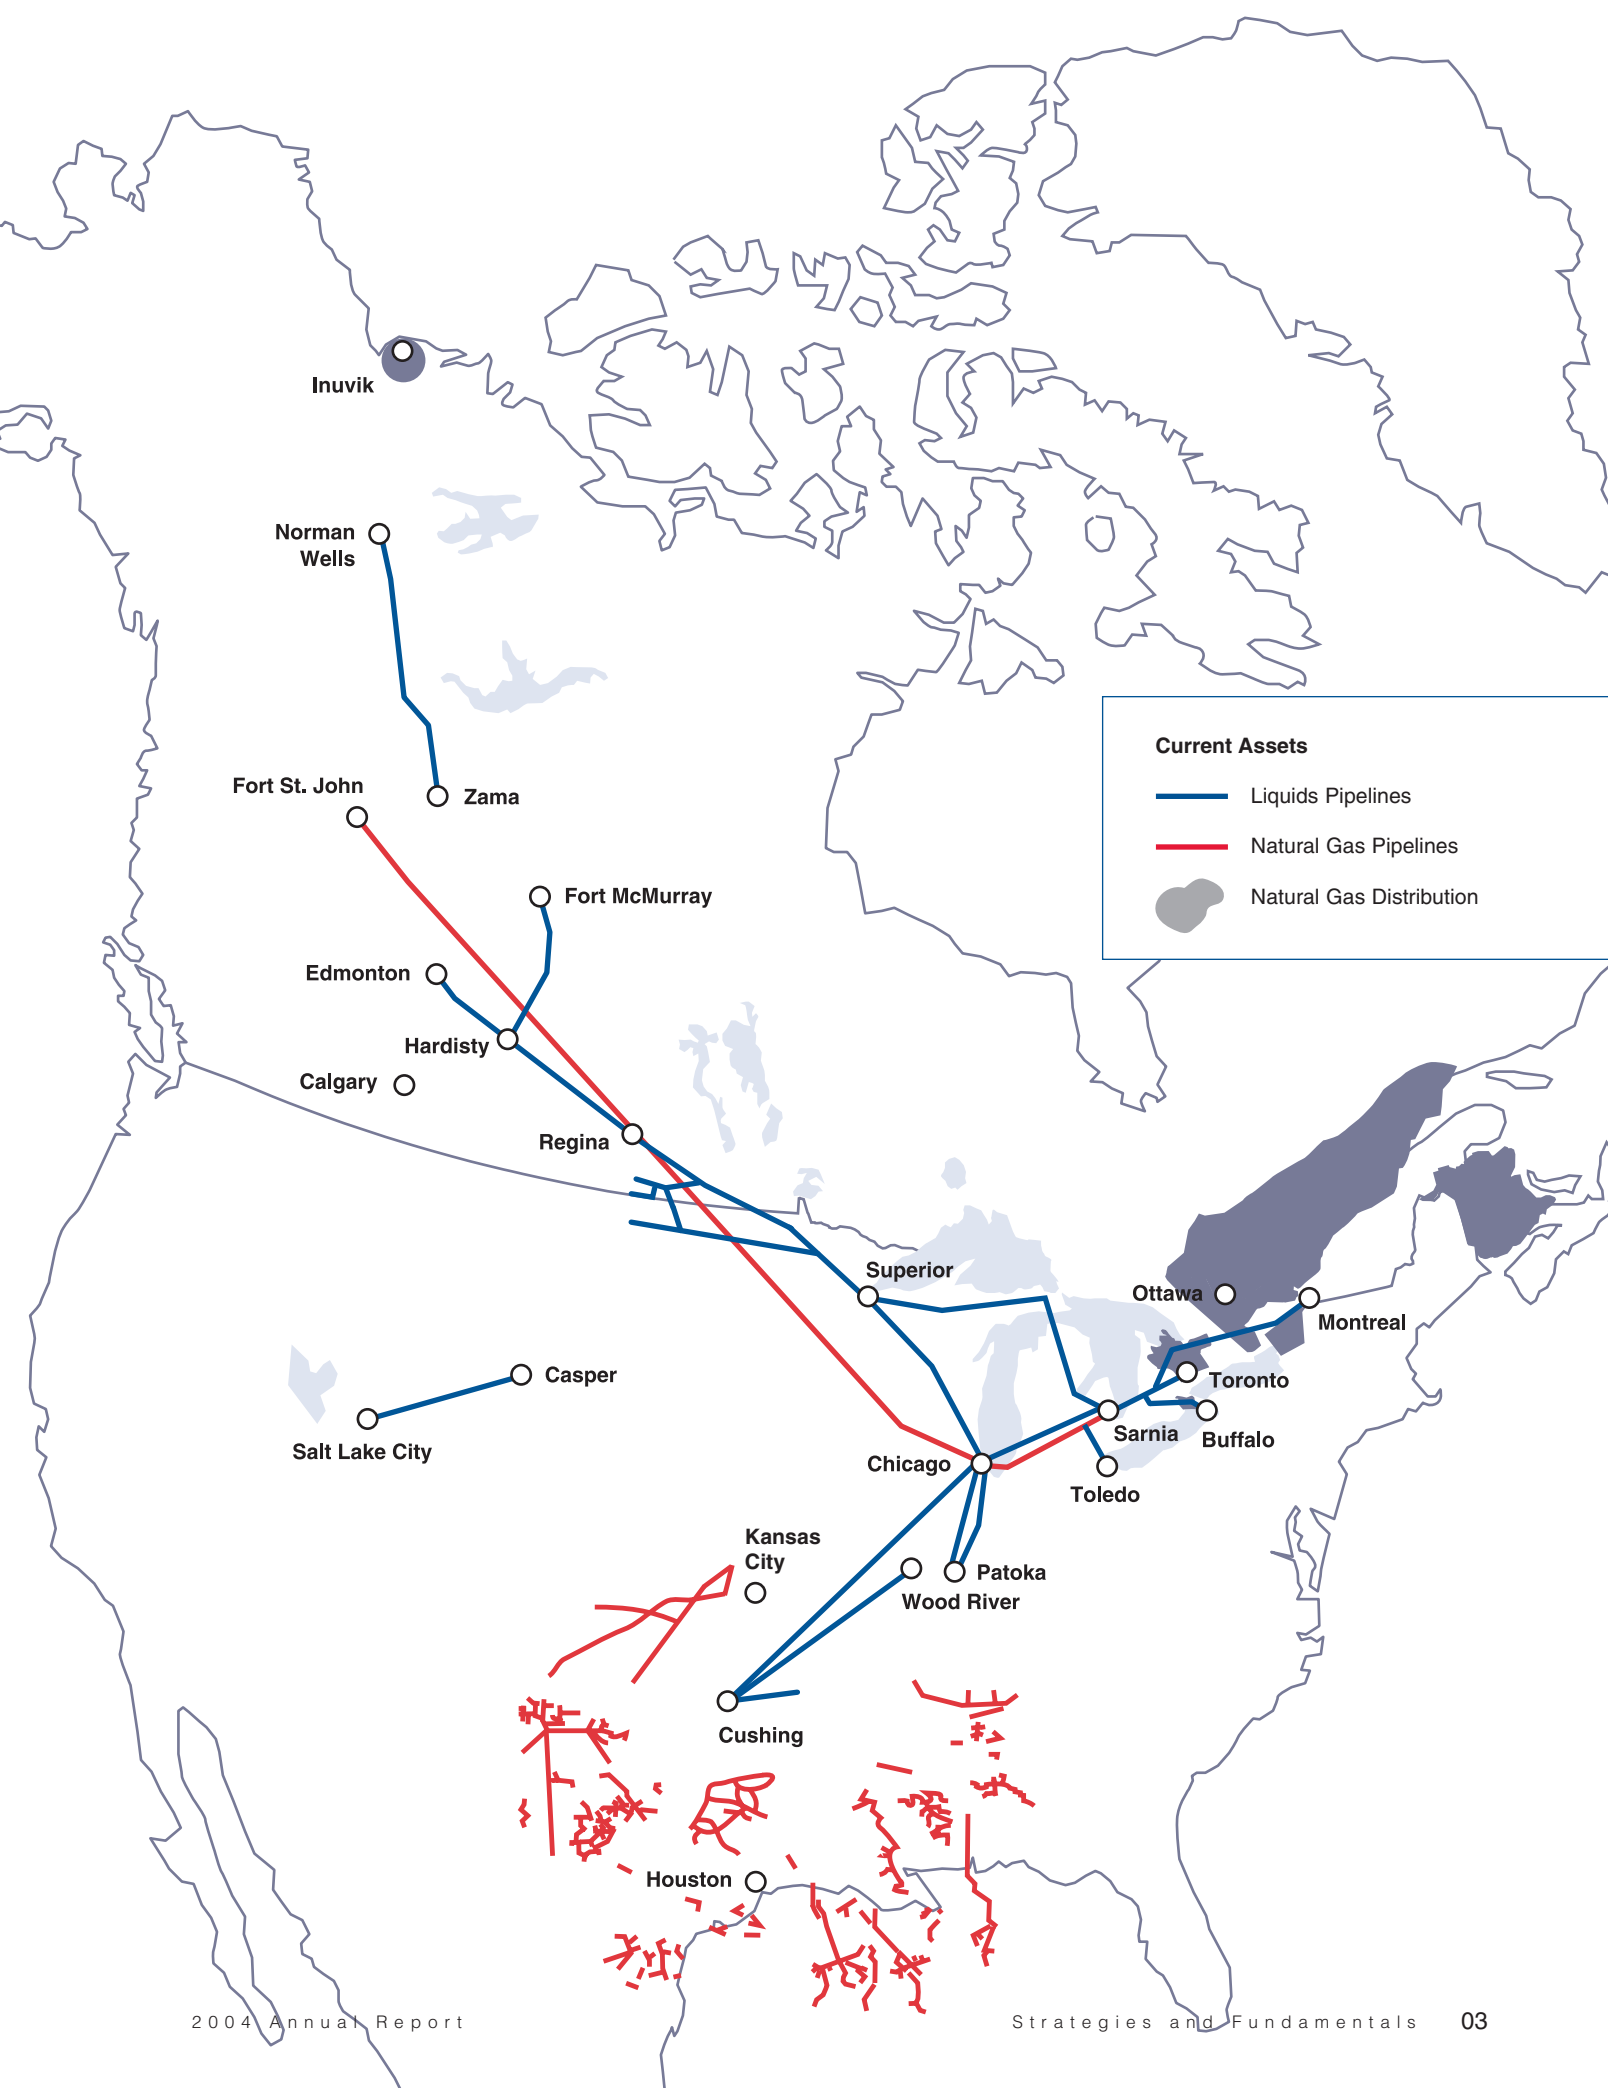 Inuvik
Norman
Wells
Fort St. John
Zama
Current Assets
Liquids Pipelines
Natural Gas Pipelines
Natural Gas Distribution
Fort McMurray
Edmonton
Hardisty
Calgary
Regina
Superior
Ottawa
Montreal
Casper
Toronto
Salt Lake City
Sarnia
Buffalo
Chicago
Toledo
Kansas
City
Patoka
Wood River
Cushing
Houston
2004 Annual Report
Strategies and Fundamentals 03